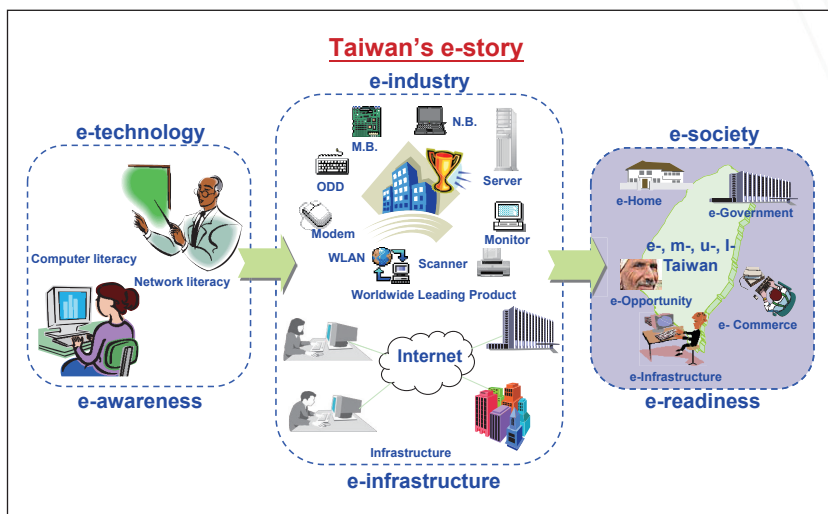 Taiwan's e-story
e-technology
Computer literacy
Network literacy
e-awareness
e-industry
M.B.
N.B.
ODD
Server
Modem
Monitor
WLAN
Scanner
Worldwide Leading Product
Internet
Infrastructure
e-infrastructure
e-society
e-Home
e-Government
e-, m-, u-, I-
Taiwan
e-Opportunity
e- Commerce
e-Infrastructure
e-readiness